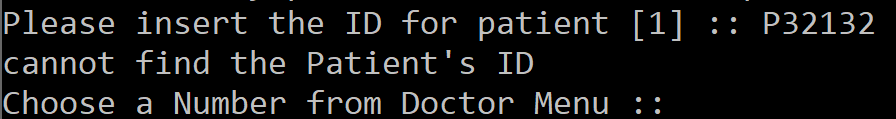 Please insert the ID for patient [1] :: P32132
cannot find the Patient's ID
Choose a Number from Doctor Menu ::